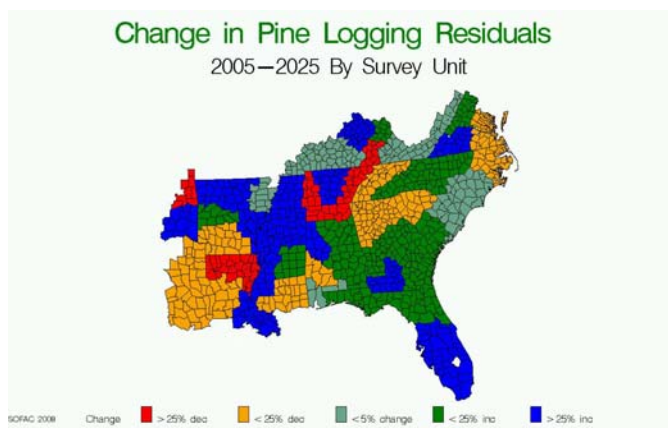 Change in Pine Logging Residuals
2005—2025 By Survey Unit
SOFAC 2008 Change > 25% dec < 25% dec < 5% change < 25% inc > 25% inc